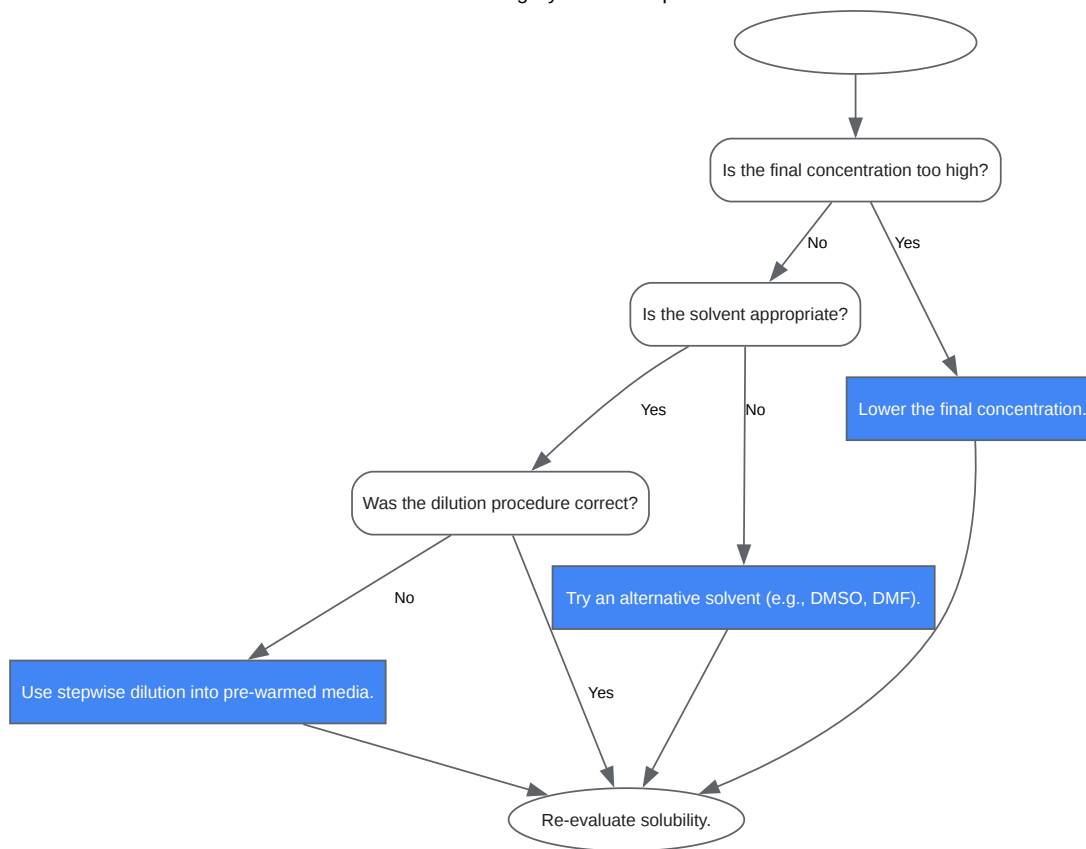 Is the final concentration too high?
No
Yes
Is the solvent appropriate?
Yes
No
Lower the final concentration.
Was the dilution procedure correct?
No
Try an alternative solvent (e.g., DMSO, DMF).
Use stepwise dilution into pre-warmed media.
Yes
Re-evaluate solubility.